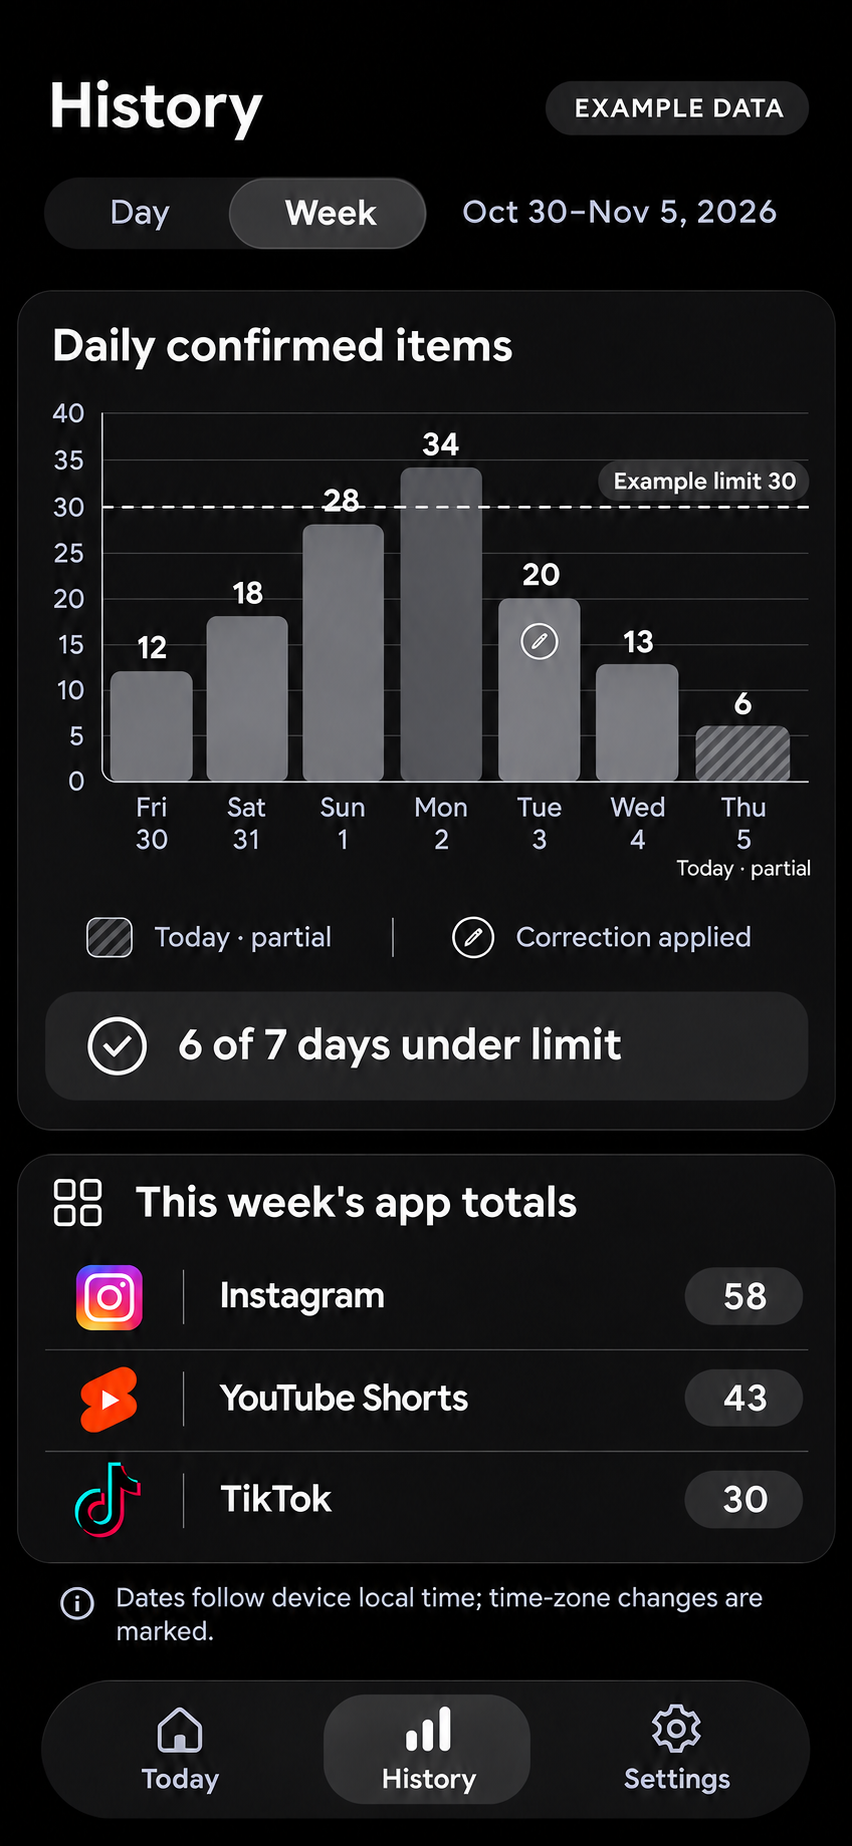 History
EXAMPLE DATA
Day
Week
Oct 30–Nov 5, 2026
Daily confirmed items
40
35
30
25
20
15
10
5
0
Example limit 30
12
18
28
34
20
13
6
Fri
30
Sat
31
Sun
1
Mon
2
Tue
3
Wed
4
Thu
5
Today · partial
Today · partial
Correction applied
6 of 7 days under limit
This week's app totals
Instagram
58
YouTube Shorts
43
TikTok
30
Dates follow device local time; time-zone changes are
marked.
Today
History
Settings